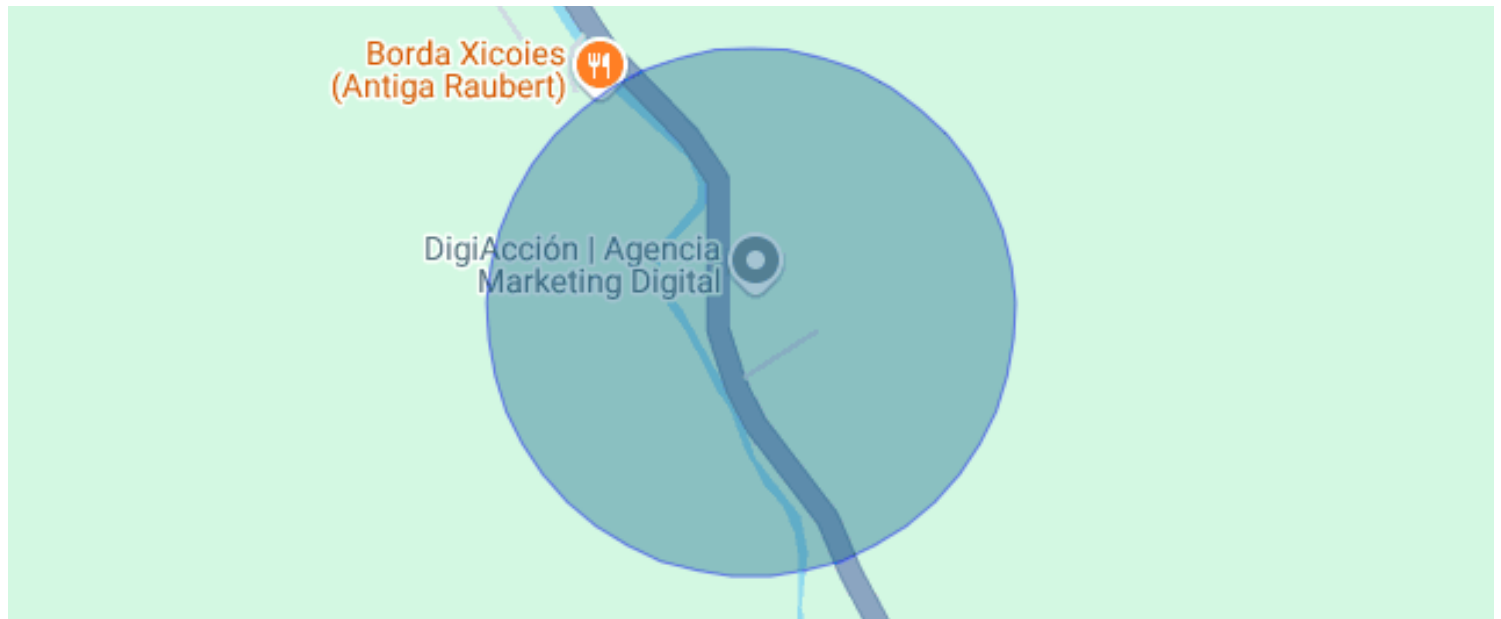 Borda Xicoies
(Antiga Raubert)
DigiAcción | Agencia
Marketing Digital